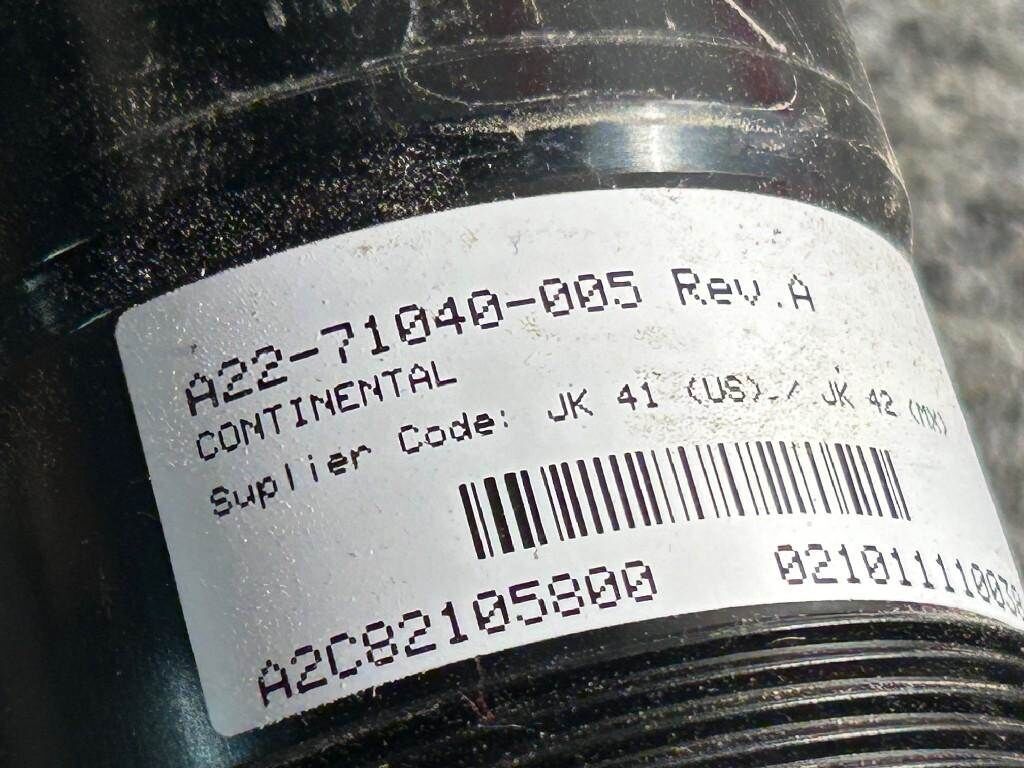 A22-71040-005 Rev.A
CONTINENTAL
Suplier Code: JK 41 (US) / JK 42 (MX)
A2C82105800